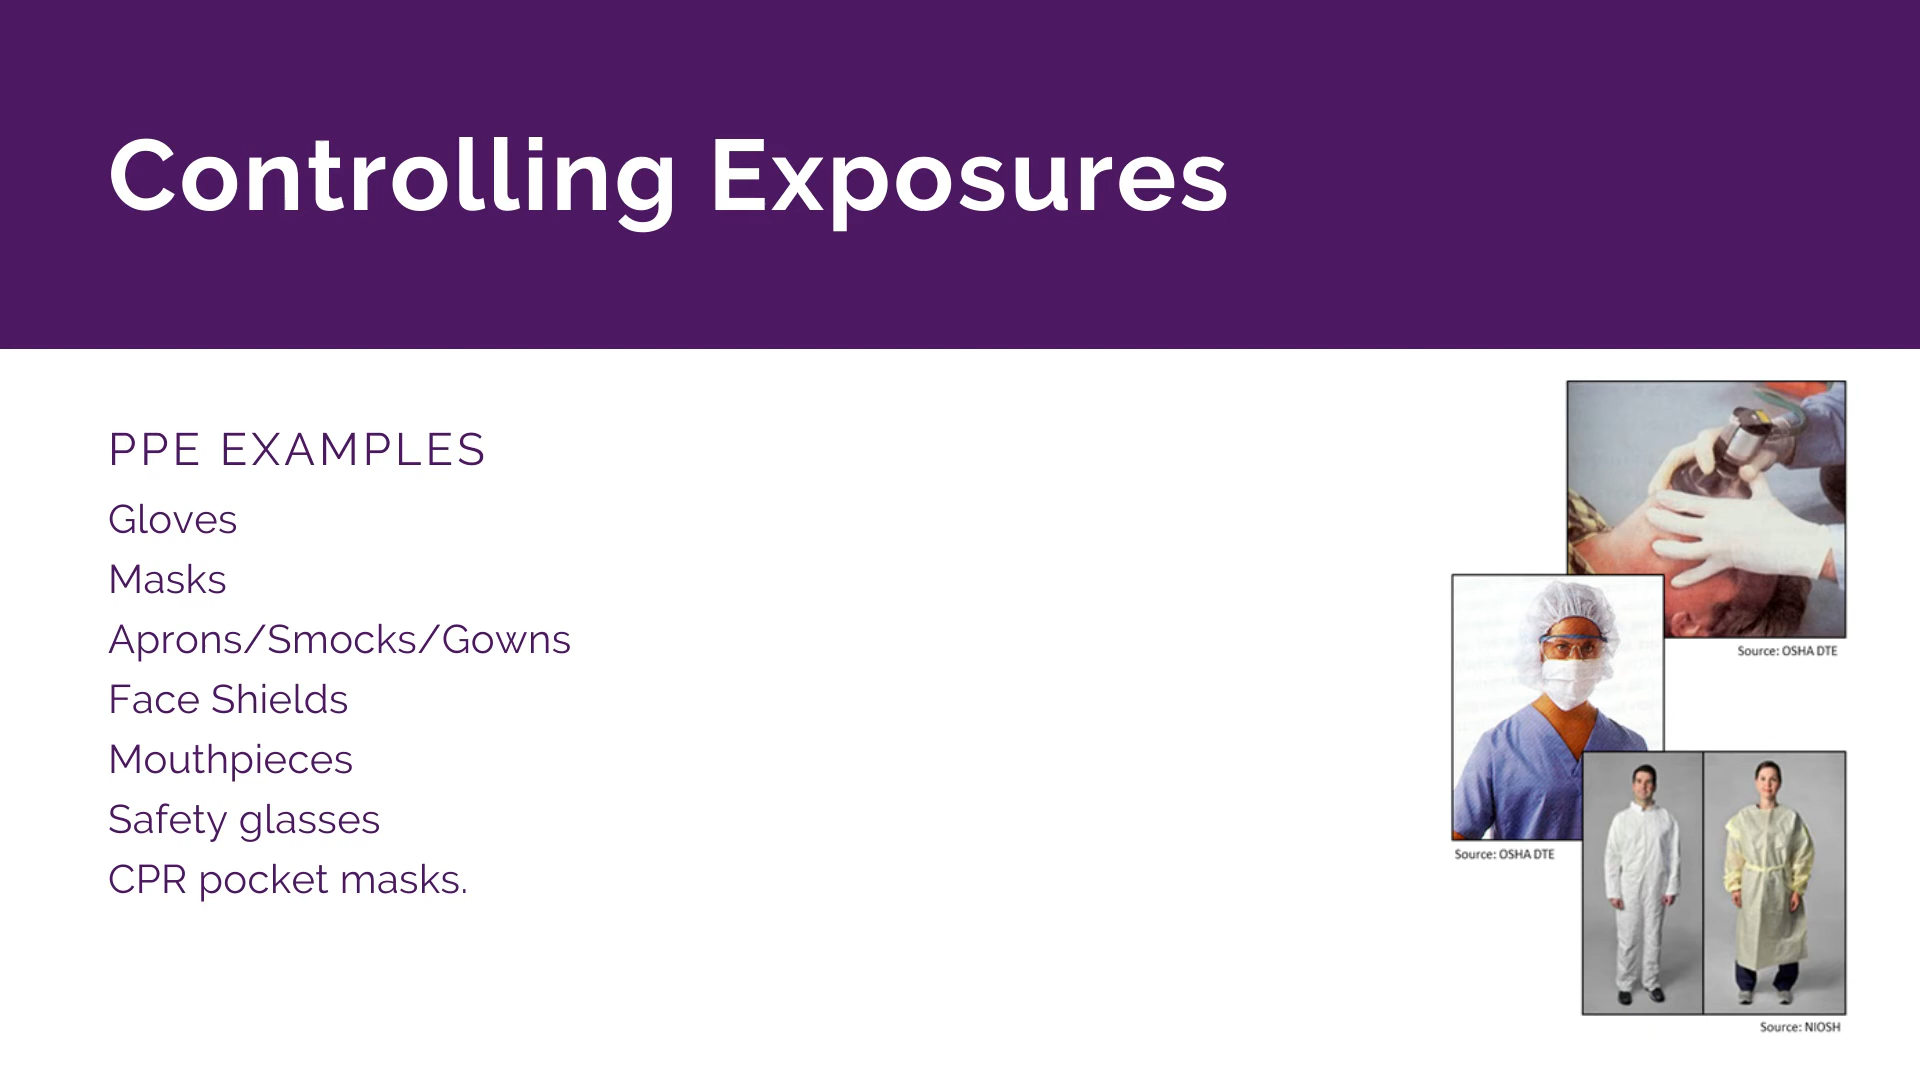 Controlling Exposures
PPE EXAMPLES
Gloves
Masks
Aprons/Smocks/Gowns
Face Shields
Mouthpieces
Safety glasses
CPR pocket masks.
Source: OSHA DTE
Source: OSHA DTE
Source: NIOSH